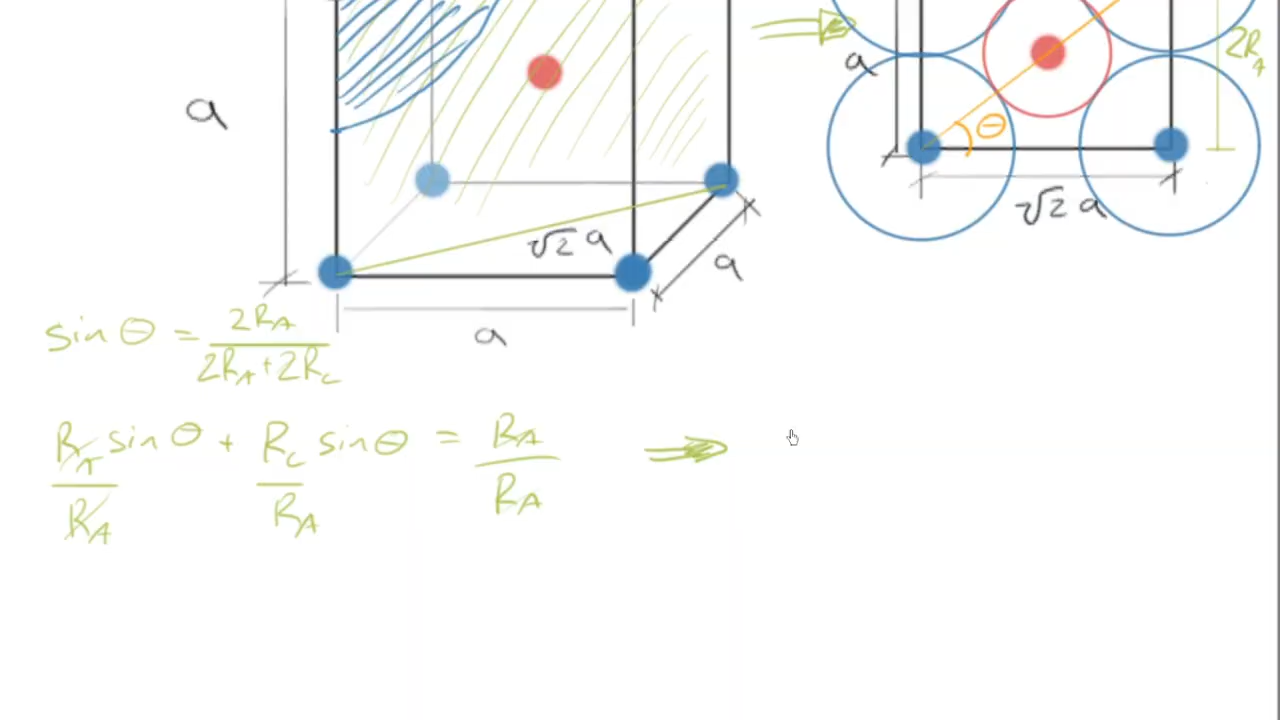 a
2R_A
a
θ
√2 a
√2 a
a
a
sin θ = 2R_A / (2R_A + 2R_C)
R_A sin θ / R_A + R_C sin θ / R_A = R_A / R_A ⇒